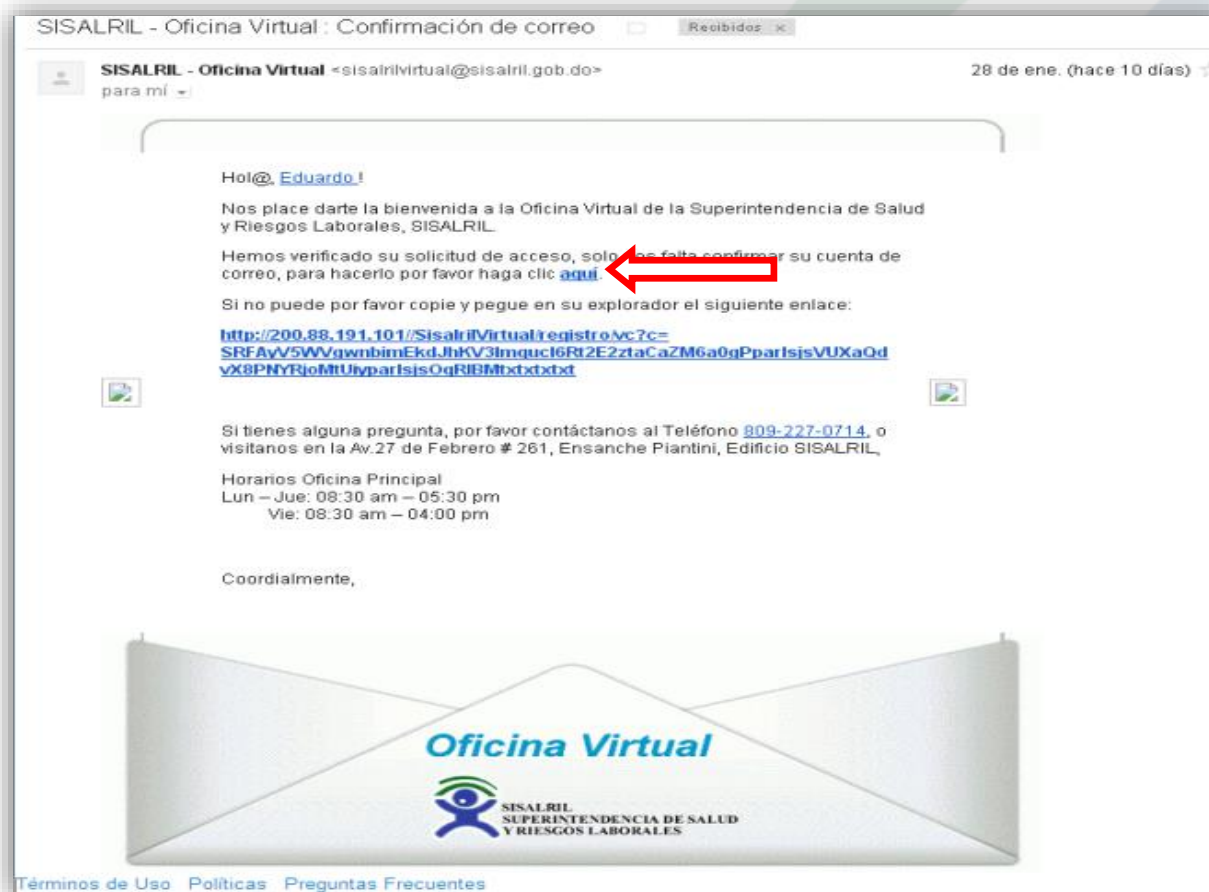 SISALRIL - Oficina Virtual : Confirmación de correo Recibidos x
SISALRIL - Oficina Virtual <sisalrilvirtual@sisalril.gob.do> 28 de ene. (hace 10 días)
para mí
Hol@, Eduardo !
Nos place darte la bienvenida a la Oficina Virtual de la Superintendencia de Salud
y Riesgos Laborales, SISALRIL.
Hemos verificado su solicitud de acceso, solo nos falta confirmar su cuenta de
correo, para hacerlo por favor haga clic aquí.
Si no puede por favor copie y pegue en su explorador el siguiente enlace:
http://200.88.191.101//SisalrilVirtual/registro/vc?c=
Si tienes alguna pregunta, por favor contáctanos al Teléfono 809-227-0714, o
visitanos en la Av.27 de Febrero # 261, Ensanche Piantini, Edificio SISALRIL,
Horarios Oficina Principal
Lun – Jue: 08:30 am – 05:30 pm
Vie: 08:30 am – 04:00 pm
Coordialmente,
Oficina Virtual
SISALRIL
SUPERINTENDENCIA DE SALUD
Y RIESGOS LABORALES
Términos de Uso Políticas Preguntas Frecuentes